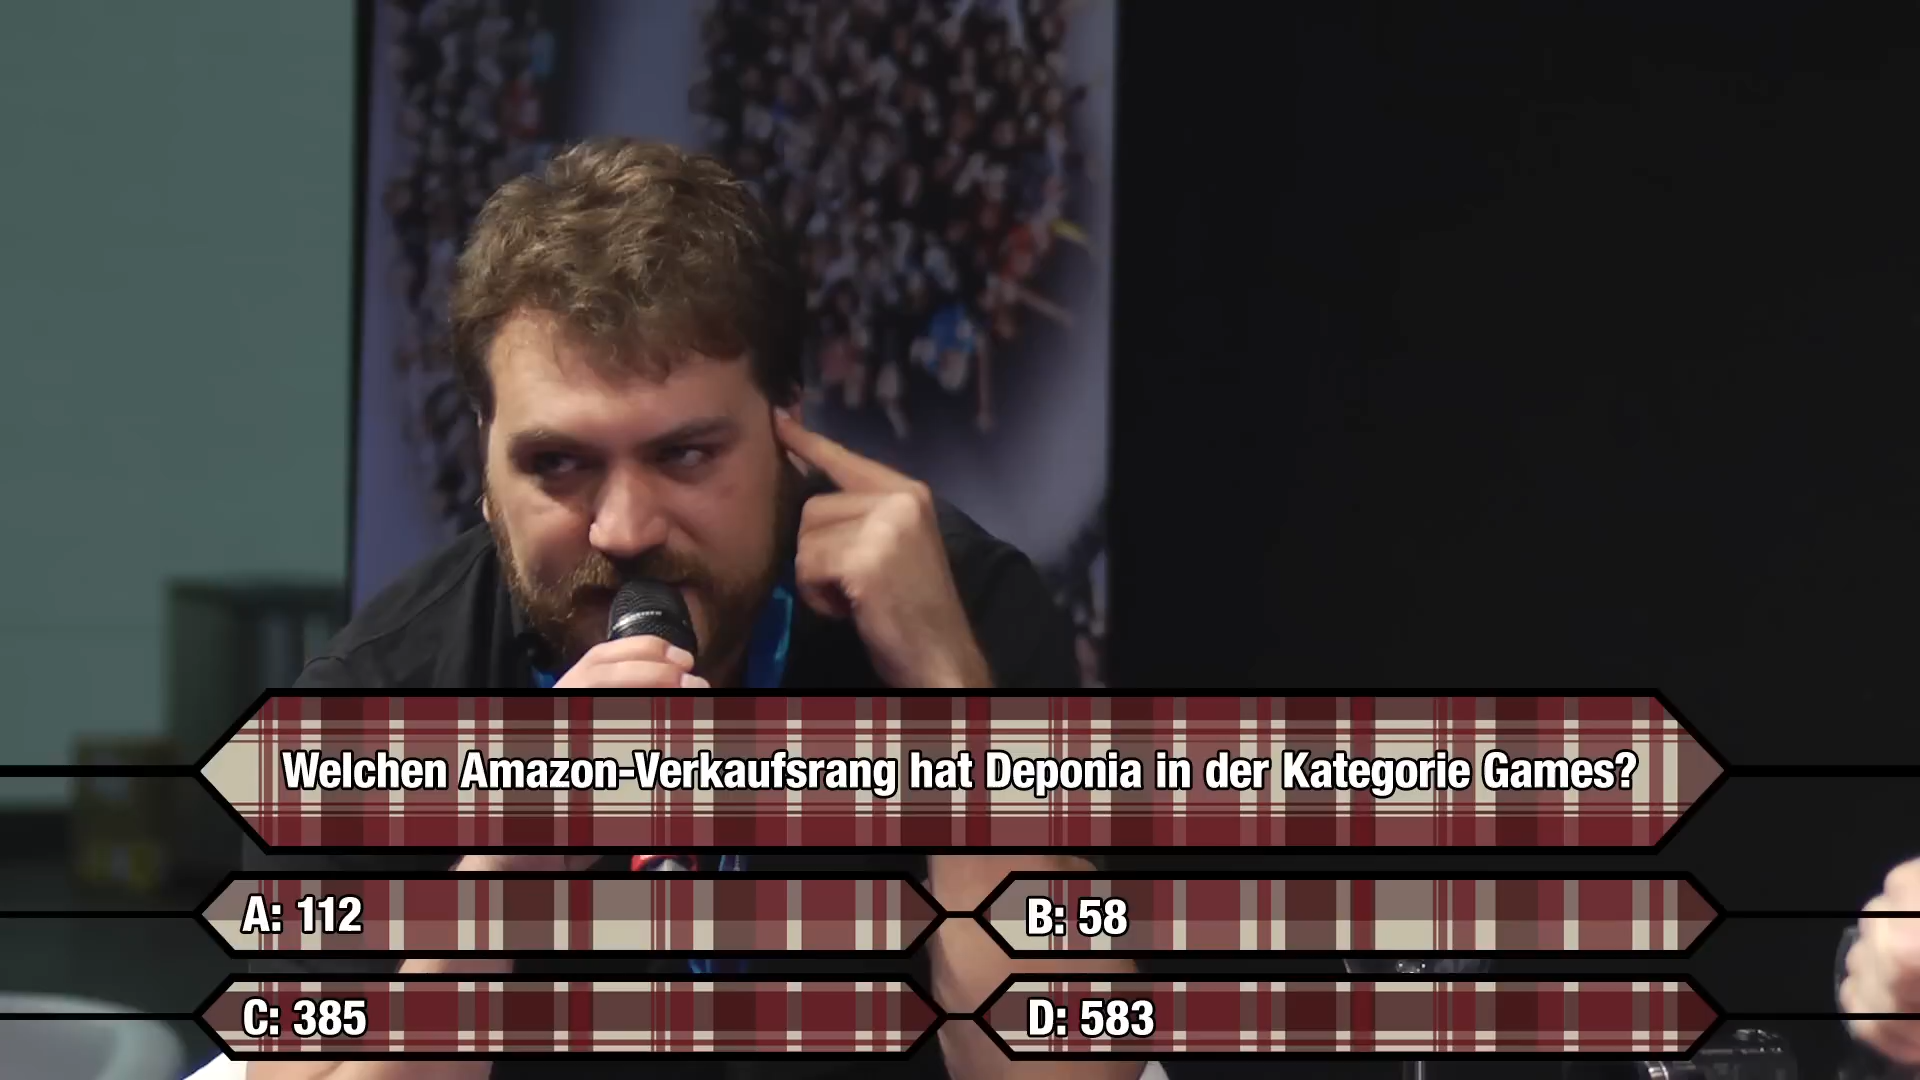 Welchen Amazon-Verkaufsrang hat Deponia in der Kategorie Games?
A: 112
B: 58
C: 385
D: 583